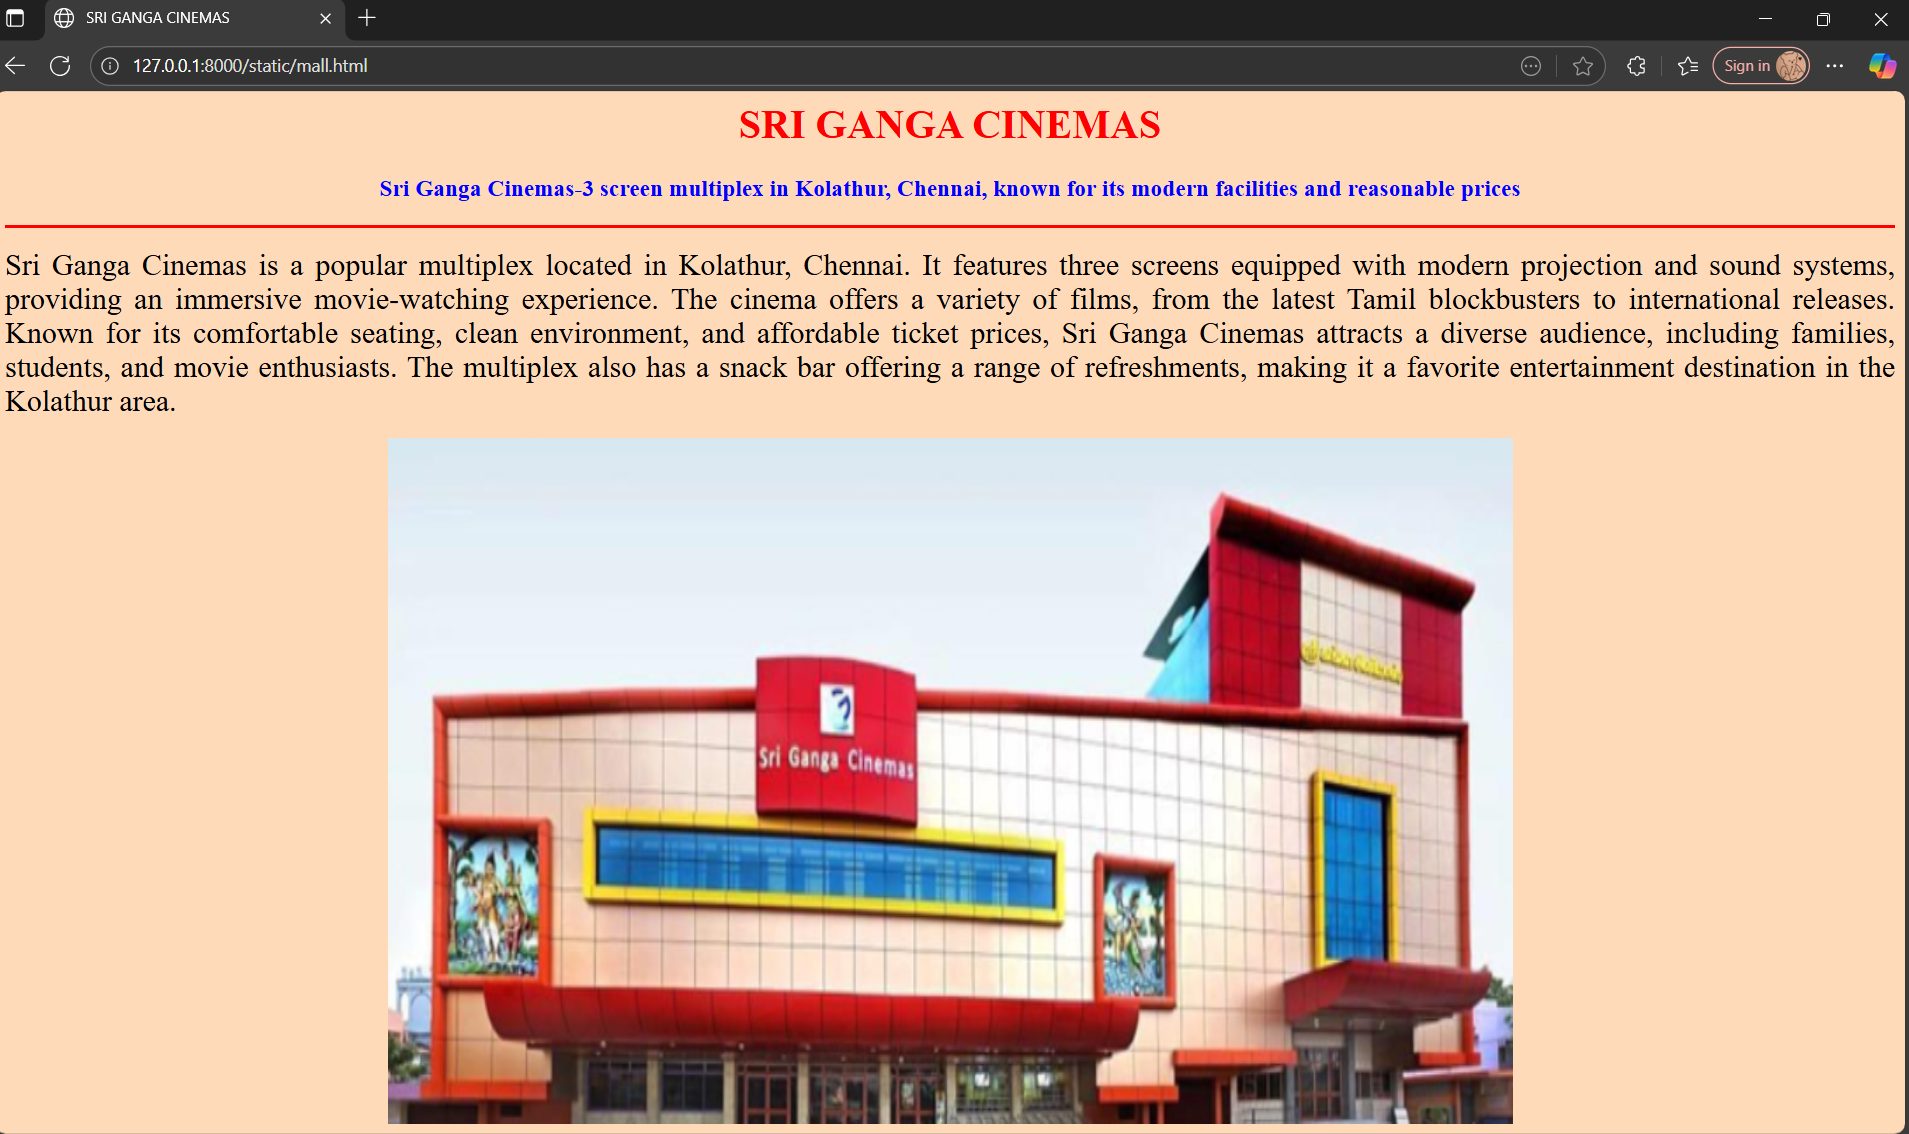 SRI GANGA CINEMAS
127.0.0.1:8000/static/mall.html
Sign in
SRI GANGA CINEMAS
Sri Ganga Cinemas-3 screen multiplex in Kolathur, Chennai, known for its modern facilities and reasonable prices
Sri Ganga Cinemas is a popular multiplex located in Kolathur, Chennai. It features three screens equipped with modern projection and sound systems,
providing an immersive movie-watching experience. The cinema offers a variety of films, from the latest Tamil blockbusters to international releases.
Known for its comfortable seating, clean environment, and affordable ticket prices, Sri Ganga Cinemas attracts a diverse audience, including families,
students, and movie enthusiasts. The multiplex also has a snack bar offering a range of refreshments, making it a favorite entertainment destination in the
Kolathur area.
Sri Ganga Cinemas